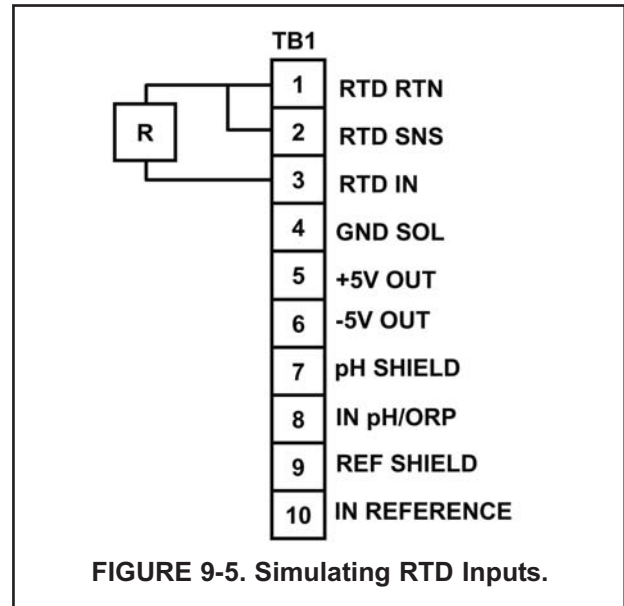 TB1
1 RTD RTN
R
2 RTD SNS
3 RTD IN
4 GND SOL
5 +5V OUT
6 -5V OUT
7 pH SHIELD
8 IN pH/ORP
9 REF SHIELD
10 IN REFERENCE
FIGURE 9-5. Simulating RTD Inputs.